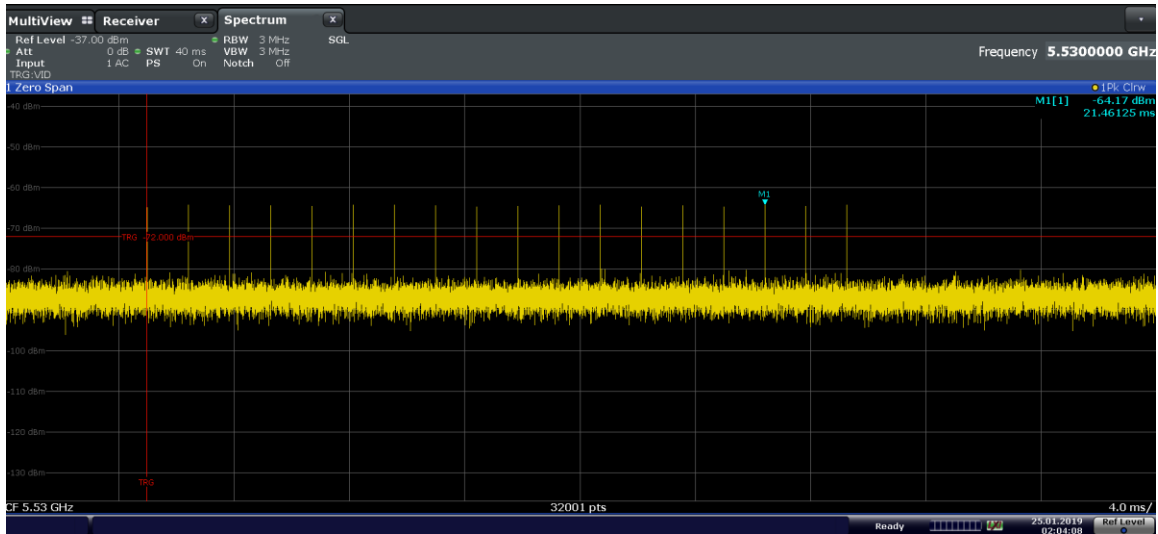 MultiView Receiver X Spectrum X
Ref Level -37.00 dBm RBW 3 MHz SGL
Att 0 dB SWT 40 ms VBW 3 MHz Frequency 5.5300000 GHz
Input 1 AC PS On Notch Off
TRG:VID
1 Zero Span 1Pk Clrw
-40 dBm M1[1] -64.17 dBm
21.46125 ms
-50 dBm
-60 dBm
M1
-70 dBm
TRG -72.000 dBm
-80 dBm
-100 dBm
-110 dBm
-120 dBm
-130 dBm
TRG
CF 5.53 GHz 32001 pts 4.0 ms/
Ready 25.01.2019 Ref Level
02:04:08